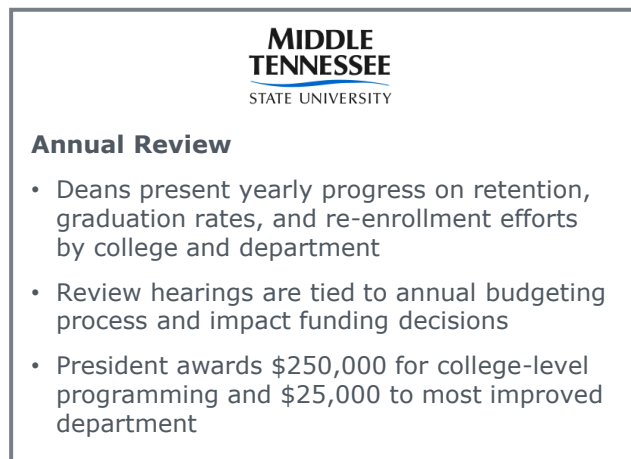 MIDDLE
TENNESSEE
STATE UNIVERSITY
Annual Review
• Deans present yearly progress on retention,
graduation rates, and re-enrollment efforts
by college and department
• Review hearings are tied to annual budgeting
process and impact funding decisions
• President awards $250,000 for college-level
programming and $25,000 to most improved
department